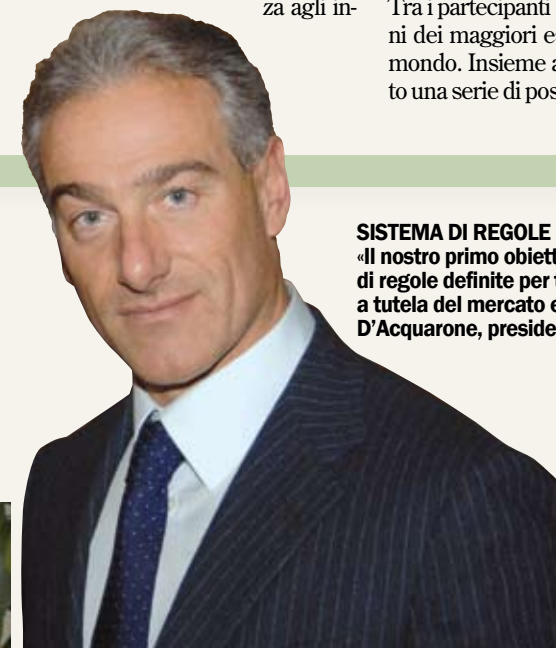 za agli in-
Tra i partecipanti
ni dei maggiori es
mondo. Insieme a
to una serie di pos
SISTEMA DI REGOLE
«Il nostro primo obiett
di regole definite per t
a tutela del mercato e
D’Acquarone, preside